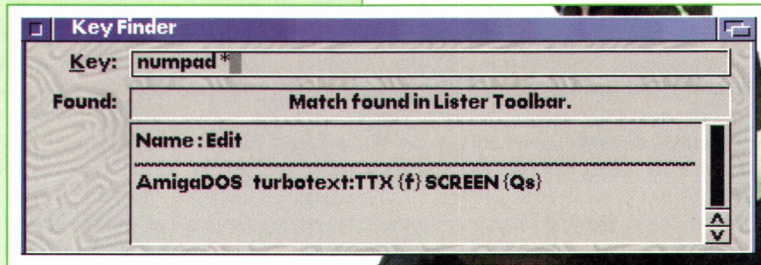 Key Finder
Key: numpad *
Found: Match found in Lister Toolbar.
Name : Edit
AmigaDOS turbotext:TTX {f} SCREEN {Qs}